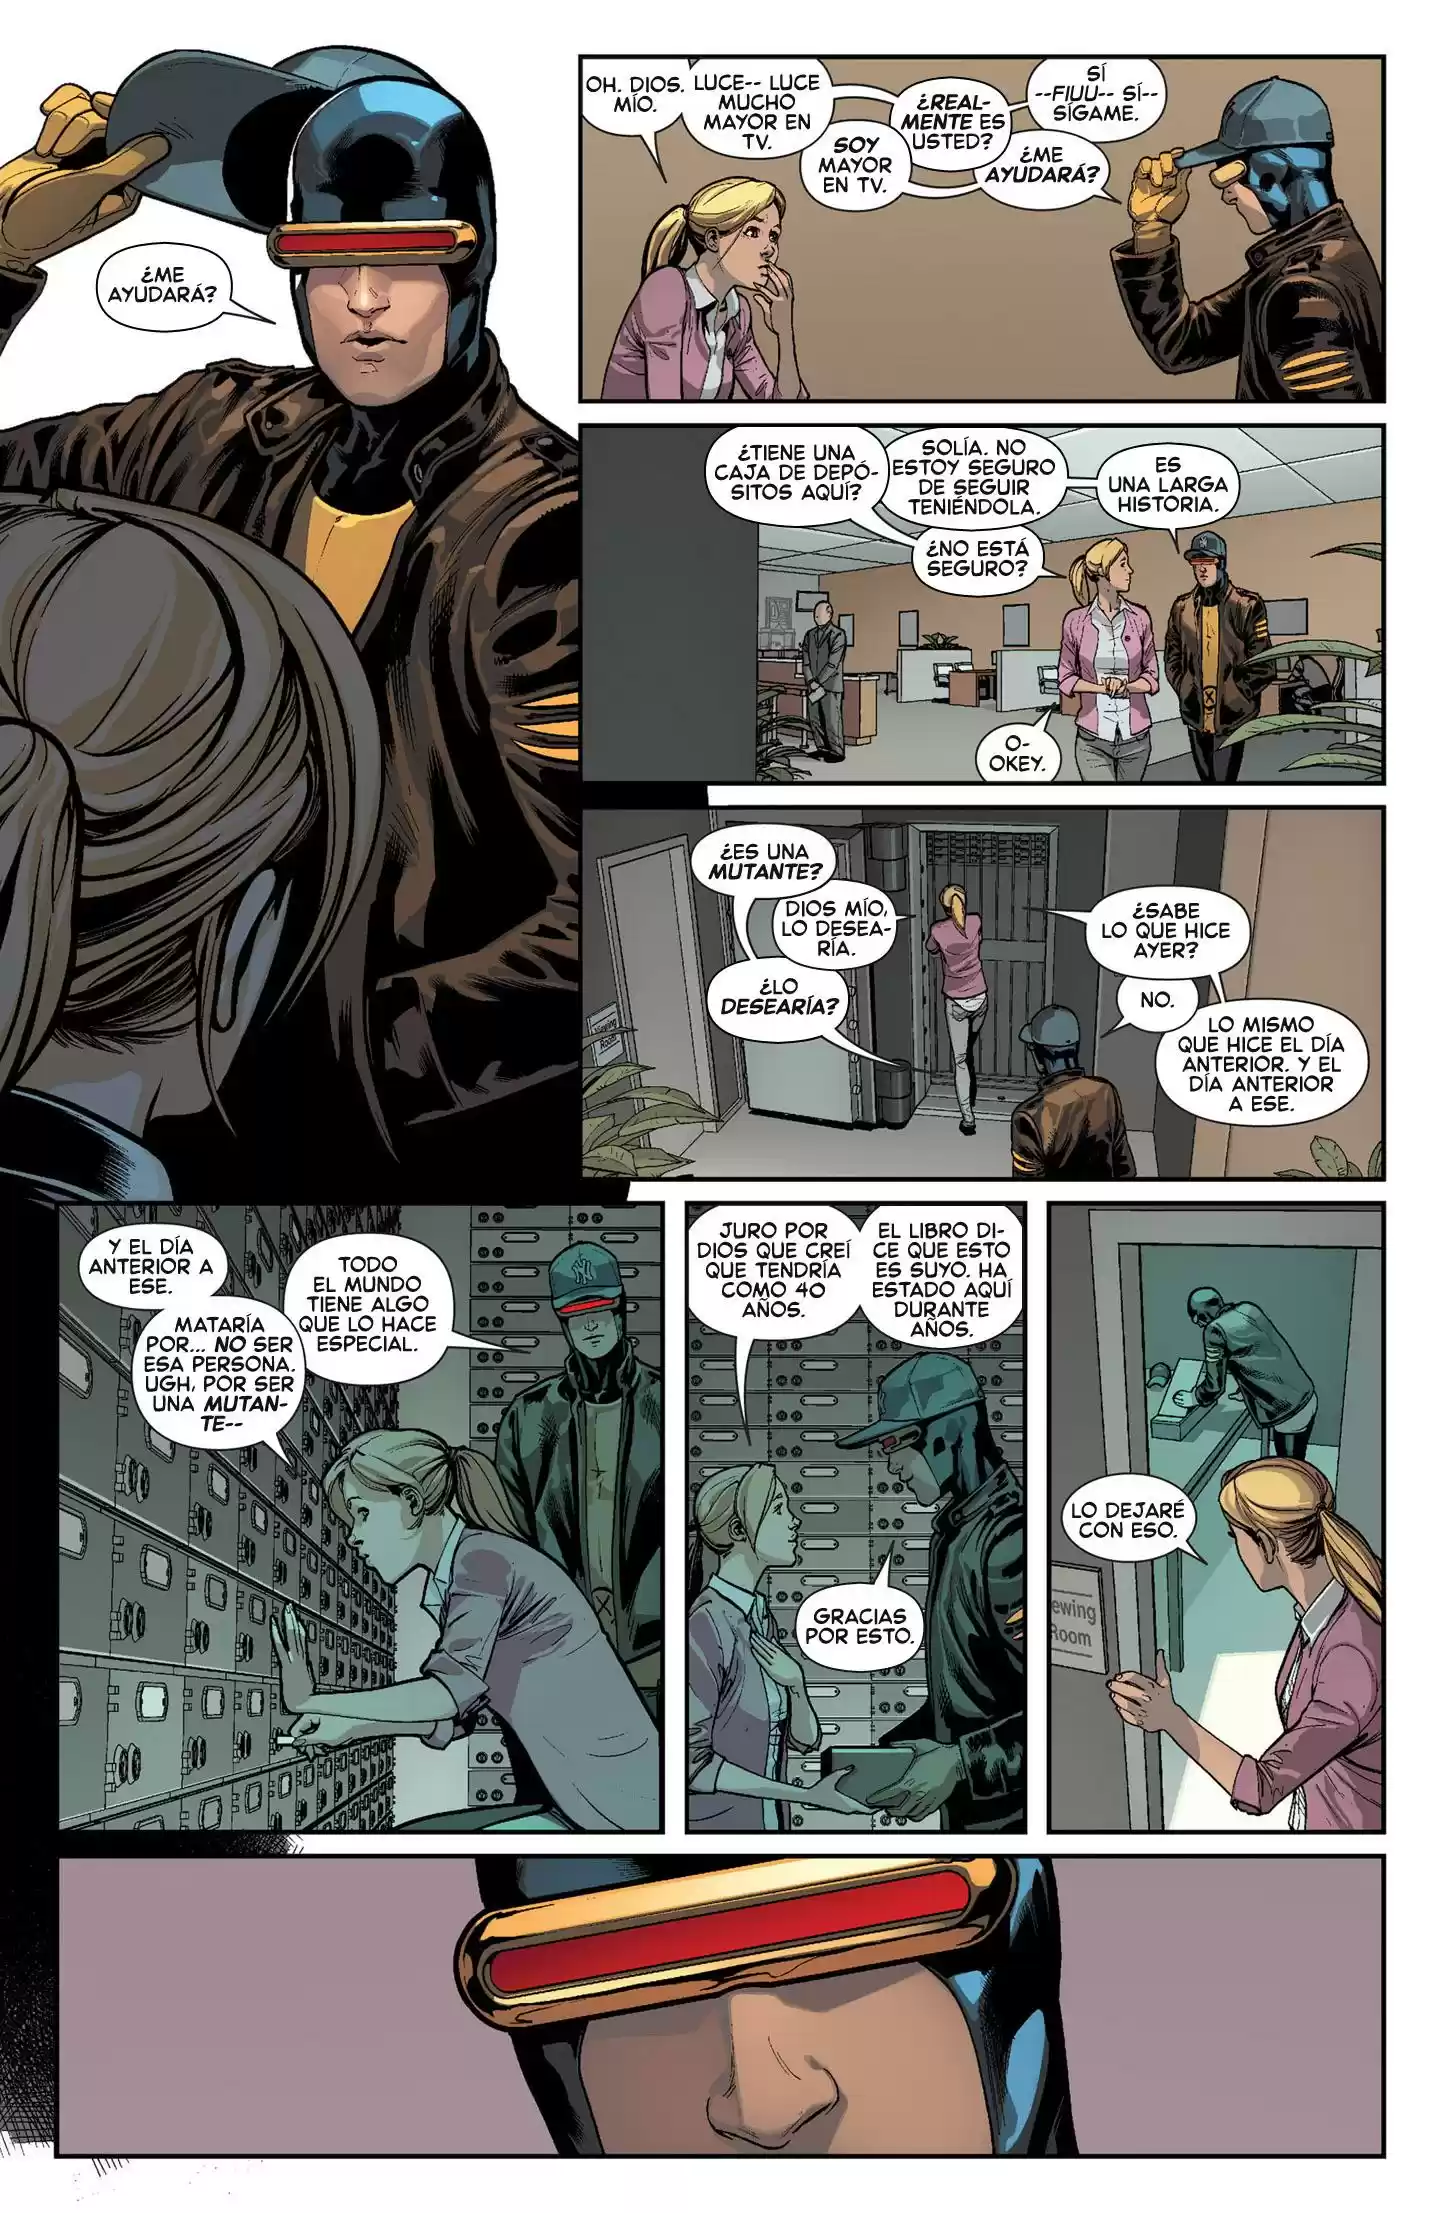 ¿ME
AYUDARÁ?
OH. DIOS.
MÍO.
LUCE-- LUCE
MUCHO
MAYOR EN
TV.
SOY
MAYOR
EN TV.
¿REAL-
MENTE ES
USTED?
¿ME
AYUDARÁ?
SÍ
--FIUU-- SÍ--
SÍGAME.
¿TIENE UNA
CAJA DE DEPÓ-
SITOS AQUÍ?
SOLÍA. NO
ESTOY SEGURO
DE SEGUIR
TENIÉNDOLA.
¿NO ESTÁ
SEGURO?
ES
UNA LARGA
HISTORIA.
O-
OKEY.
¿ES UNA
MUTANTE?
DIOS MÍO,
LO DESEA-
RÍA.
¿LO
DESEARÍA?
¿SABE
LO QUE HICE
AYER?
NO.
LO MISMO
QUE HICE EL DÍA
ANTERIOR. Y EL
DÍA ANTERIOR
A ESE.
Viewing
Room
Y EL DÍA
ANTERIOR A
ESE.
MATARÍA
POR... NO SER
ESA PERSONA.
UGH, POR SER
UNA MUTAN-
TE--
TODO
EL MUNDO
TIENE ALGO
QUE LO HACE
ESPECIAL.
NY
JURO POR
DIOS QUE CREÍ
QUE TENDRÍA
COMO 40
AÑOS.
EL LIBRO DI-
CE QUE ESTO
ES SUYO. HA
ESTADO AQUÍ
DURANTE
AÑOS.
GRACIAS
POR ESTO.
LO DEJARÉ
CON ESO.
ewing
Room